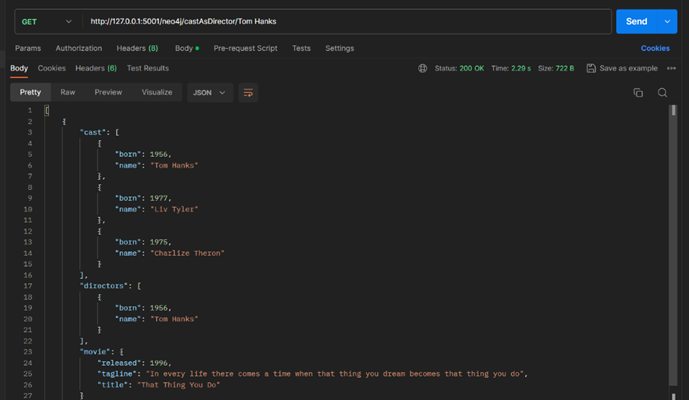 GET http://127.0.0.1:5001/neo4j/castAsDirector/Tom Hanks Send
Params Authorization Headers (8) Body Pre-request Script Tests Settings Cookies
Body Cookies Headers (6) Test Results Status: 200 OK Time: 2.29 s Size: 722 B Save as example
Pretty Raw Preview Visualize JSON
1 [
2 {
3 "cast": [
4 {
5 "born": 1956,
6 "name": "Tom Hanks"
7 },
8 {
9 "born": 1977,
10 "name": "Liv Tyler"
11 },
12 {
13 "born": 1975,
14 "name": "Charlize Theron"
15 }
16 ],
17 "directors": [
18 {
19 "born": 1956,
20 "name": "Tom Hanks"
21 }
22 ],
23 "movie": {
24 "released": 1996,
25 "tagline": "In every life there comes a time when that thing you dream becomes that thing you do",
26 "title": "That Thing You Do"
27 }